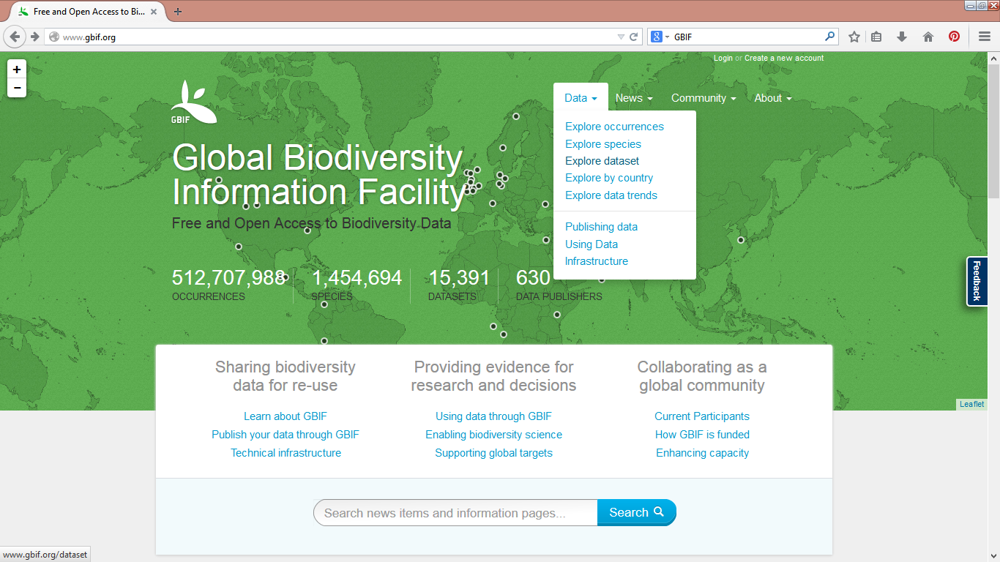 Free and Open Access to Bi...
www.gbif.org
GBIF
Login or Create a new account
+
−
GBIF
Data
News
Community
About
Explore occurrences
Explore species
Explore dataset
Explore by country
Explore data trends
Publishing data
Using Data
Infrastructure
Global Biodiversity
Information Facility
Free and Open Access to Biodiversity Data
512,707,988 1,454,694 15,391 630
OCCURRENCES SPECIES DATASETS DATA PUBLISHERS
Feedback
Sharing biodiversity
data for re-use
Learn about GBIF
Publish your data through GBIF
Technical infrastructure
Providing evidence for
research and decisions
Using data through GBIF
Enabling biodiversity science
Supporting global targets
Collaborating as a
global community
Current Participants
How GBIF is funded
Enhancing capacity
Leaflet
Search news items and information pages...
Search
www.gbif.org/dataset